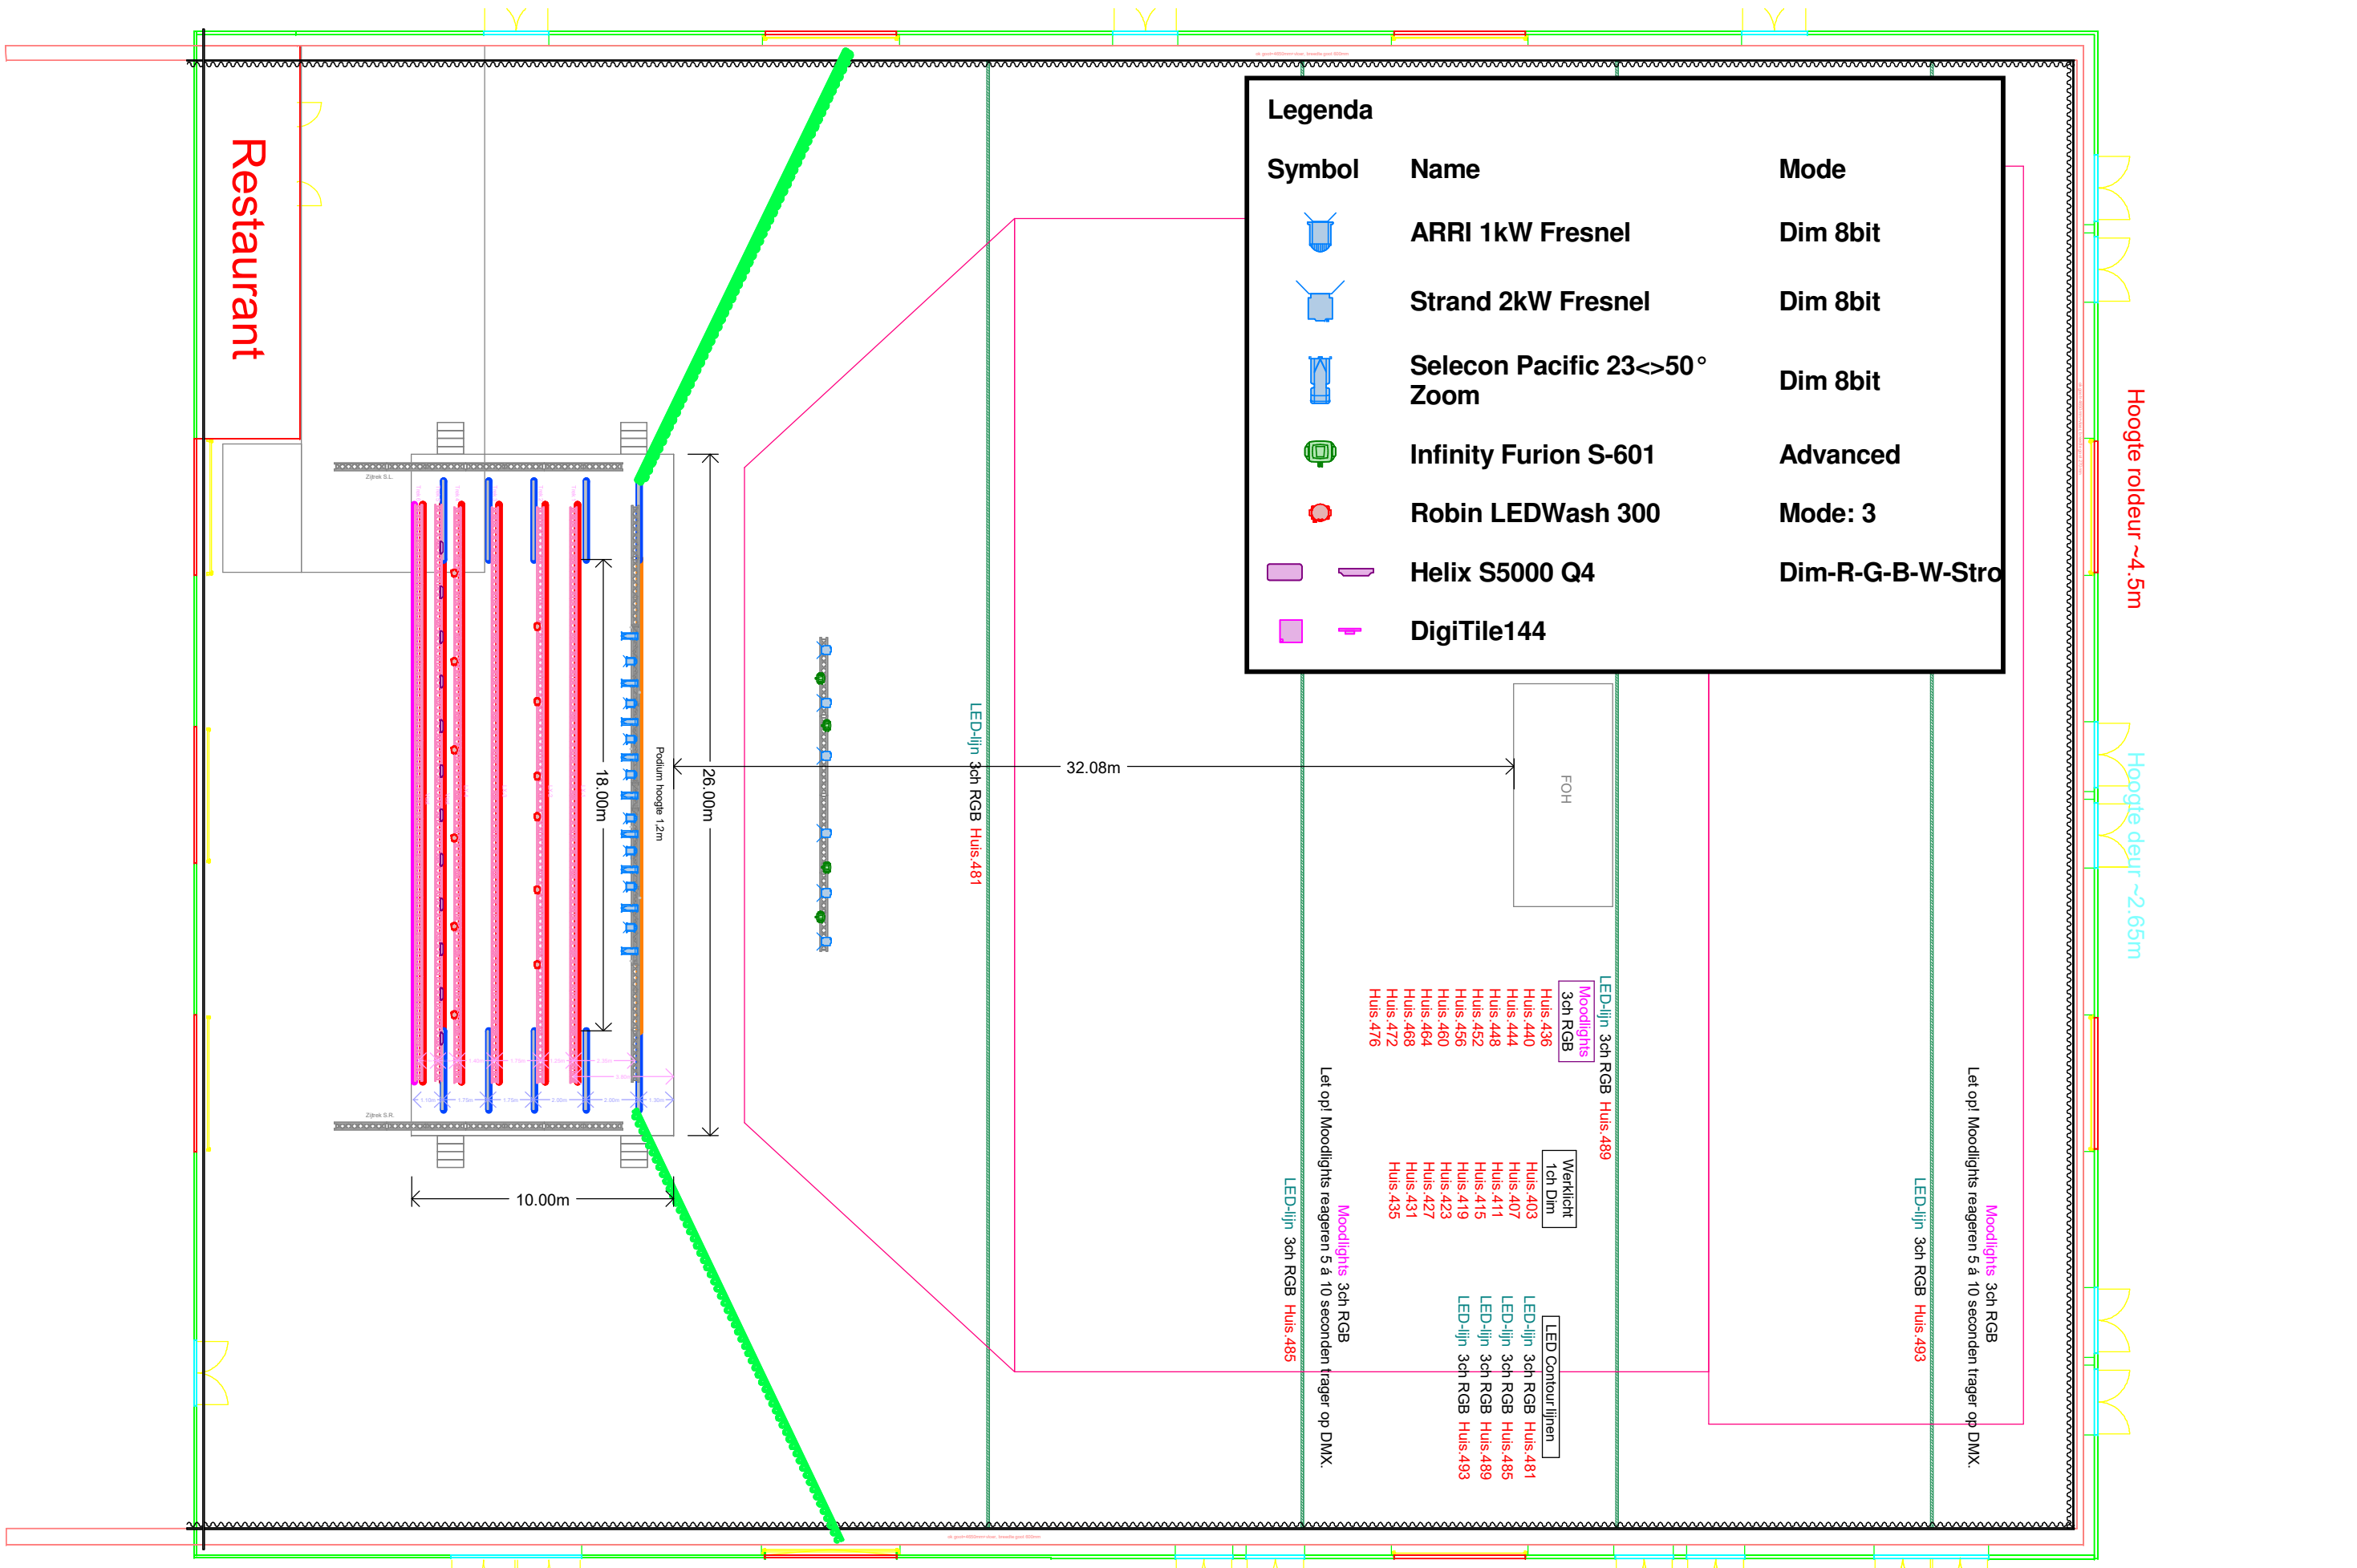 Legenda
Symbol Name Mode
ARRI 1kW Fresnel Dim 8bit
Strand 2kW Fresnel Dim 8bit
Selecon Pacific 23<>50°
Zoom Dim 8bit
Infinity Furion S-601 Advanced
Robin LEDWash 300 Mode: 3
Helix S5000 Q4 Dim-R-G-B-W-Stro
DigiTile144
Restaurant
Hoogte roldeur ~4.5m
Hoogte deur ~2.65m
Zijtrek S.L.
Zijtrek S.R.
Podium hoogte 1,2m
18.00m
26.00m
32.08m
10.00m
FOH
LED-lijn 3ch RGB Huis.481
LED-lijn 3ch RGB Huis.485
LED-lijn 3ch RGB Huis.489
LED-lijn 3ch RGB Huis.493
Moodlights
3ch RGB
Huis.436
Huis.440
Huis.444
Huis.448
Huis.452
Huis.456
Huis.460
Huis.464
Huis.468
Huis.472
Huis.476
Werklicht
1ch Dim
Huis.403
Huis.407
Huis.411
Huis.415
Huis.419
Huis.423
Huis.427
Huis.431
Huis.435
LED Contour lijnen
LED-lijn 3ch RGB Huis.481
LED-lijn 3ch RGB Huis.485
LED-lijn 3ch RGB Huis.489
LED-lijn 3ch RGB Huis.493
Moodlights 3ch RGB
Let op! Moodlights reageren 5 á 10 seconden trager op DMX.
Moodlights 3ch RGB
Let op! Moodlights reageren 5 á 10 seconden trager op DMX.